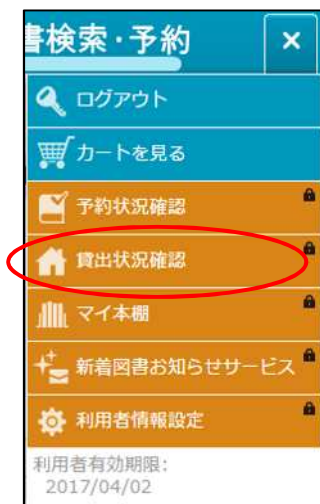 書検索・予約
ログアウト
カートを見る
予約状況確認
貸出状況確認
マイ本棚
新着図書お知らせサービス
利用者情報設定
利用者有効期限:
2017/04/02